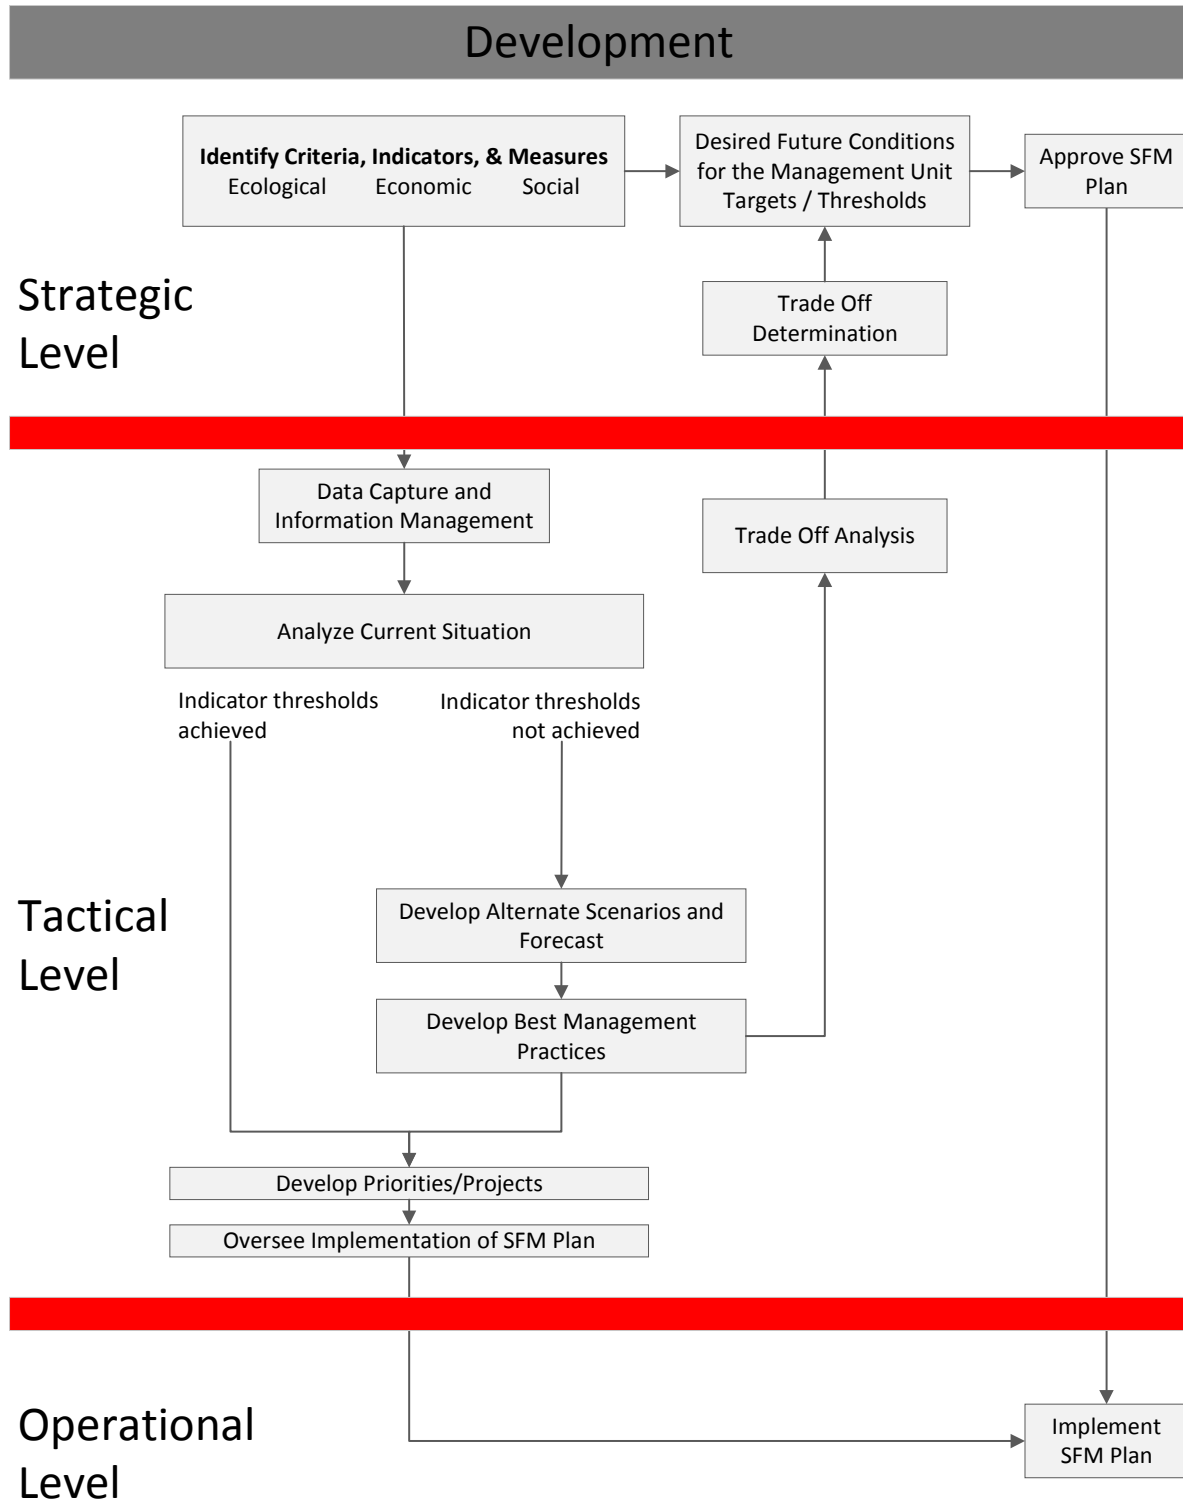 Development
Identify Criteria, Indicators, & Measures
Ecological Economic Social
Desired Future Conditions
for the Management Unit
Targets / Thresholds
Approve SFM
Plan
Strategic
Level
Trade Off
Determination
Data Capture and
Information Management
Trade Off Analysis
Analyze Current Situation
Indicator thresholds
achieved
Indicator thresholds
not achieved
Tactical
Level
Develop Alternate Scenarios and
Forecast
Develop Best Management
Practices
Develop Priorities/Projects
Oversee Implementation of SFM Plan
Operational
Level
Implement
SFM Plan